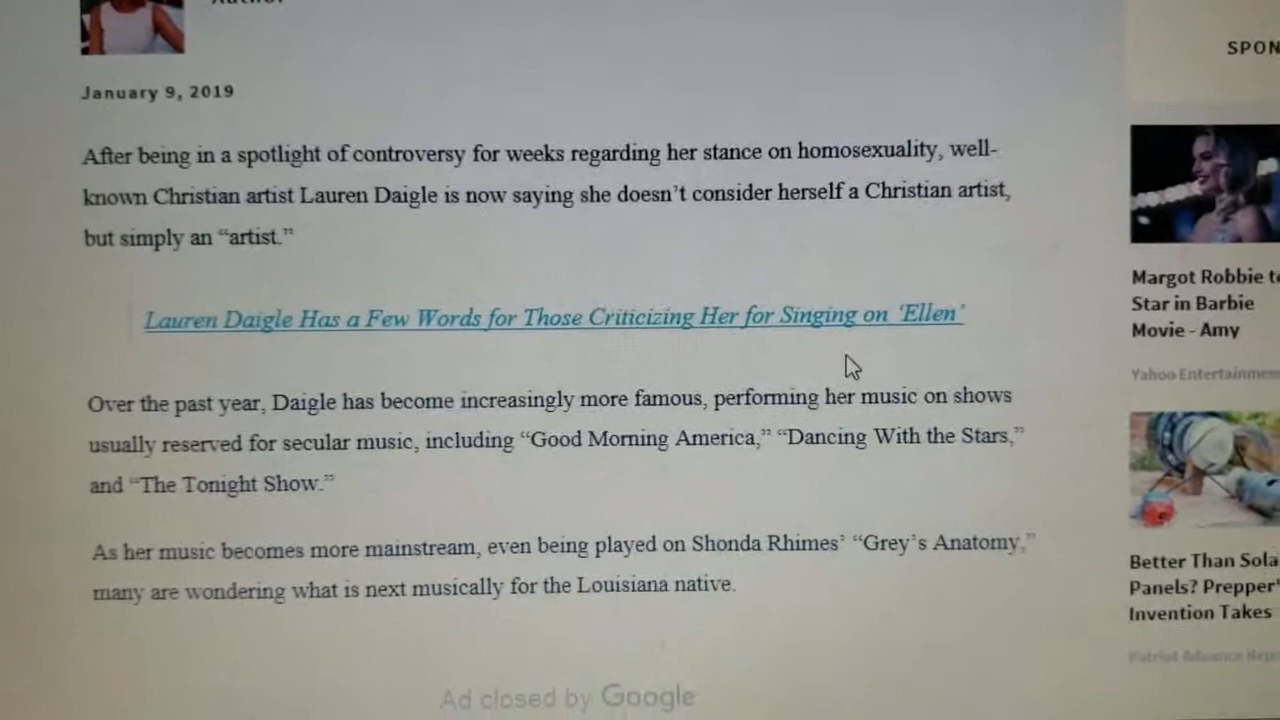 January 9, 2019
After being in a spotlight of controversy for weeks regarding her stance on homosexuality, well-
known Christian artist Lauren Daigle is now saying she doesn't consider herself a Christian artist,
but simply an “artist.”
Lauren Daigle Has a Few Words for Those Criticizing Her for Singing on ‘Ellen’
Over the past year, Daigle has become increasingly more famous, performing her music on shows
usually reserved for secular music, including “Good Morning America,” “Dancing With the Stars,”
and “The Tonight Show.”
As her music becomes more mainstream, even being played on Shonda Rhimes’ “Grey’s Anatomy,”
many are wondering what is next musically for the Louisiana native.
Ad closed by Google
SPON
Margot Robbie t
Star in Barbie
Movie - Amy
Yahoo Entertainmen
Better Than Sola
Panels? Prepper'
Invention Takes
Patriot Advance Rep